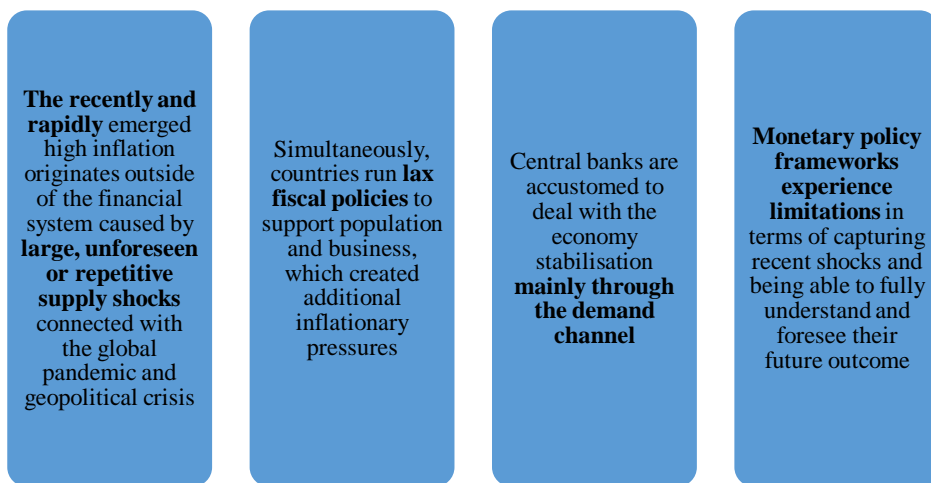 The recently and
rapidly emerged
high inflation
originates outside
of the financial
system caused by
large, unforeseen
or repetitive
supply shocks
connected with
the global
pandemic and
geopolitical crisis
Simultaneously,
countries run lax
fiscal policies to
support population
and business,
which created
additional
inflationary
pressures
Central banks are
accustomed to
deal with the
economy
stabilisation
mainly through
the demand
channel
Monetary policy
frameworks
experience
limitations in
terms of capturing
recent shocks and
being able to fully
understand and
foresee their
future outcome